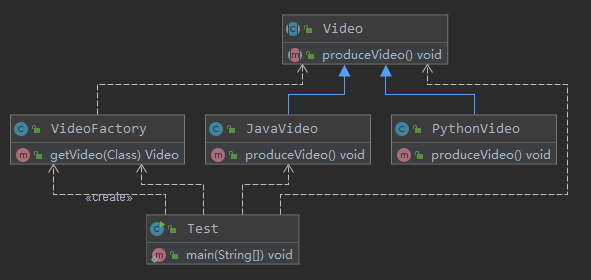 Video
produceVideo() void
VideoFactory
getVideo(Class) Video
JavaVideo
produceVideo() void
PythonVideo
produceVideo() void
«create»
Test
main(String[]) void